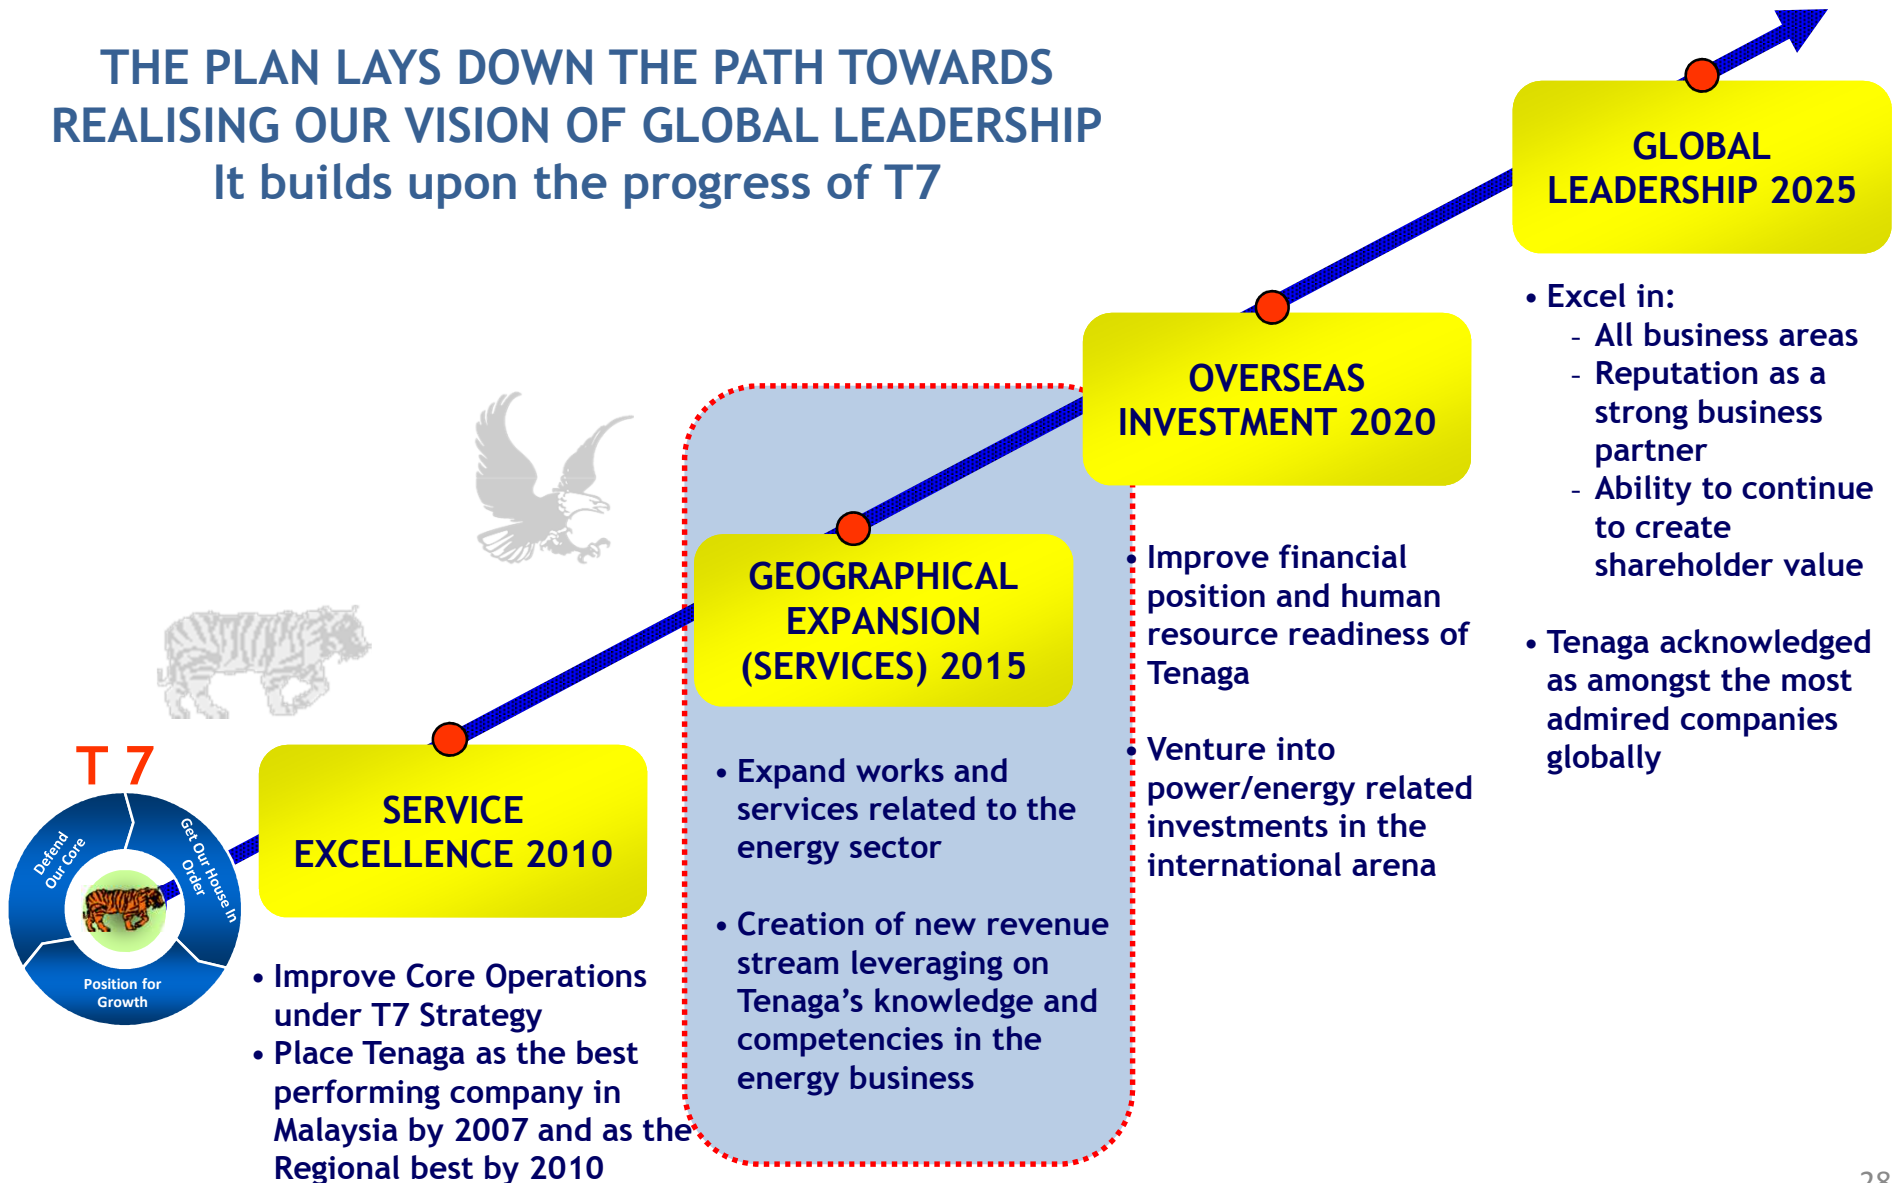 THE PLAN LAYS DOWN THE PATH TOWARDS
REALISING OUR VISION OF GLOBAL LEADERSHIP
It builds upon the progress of T7
T 7
Defend
Our Core
Get Our House In
Order
Position for
Growth
SERVICE
EXCELLENCE 2010
• Improve Core Operations
under T7 Strategy
• Place Tenaga as the best
performing company in
Malaysia by 2007 and as the
Regional best by 2010
GEOGRAPHICAL
EXPANSION
(SERVICES) 2015
• Expand works and
services related to the
energy sector
• Creation of new revenue
stream leveraging on
Tenaga’s knowledge and
competencies in the
energy business
OVERSEAS
INVESTMENT 2020
• Improve financial
position and human
resource readiness of
Tenaga
• Venture into
power/energy related
investments in the
international arena
GLOBAL
LEADERSHIP 2025
• Excel in:
- All business areas
- Reputation as a
strong business
partner
- Ability to continue
to create
shareholder value
• Tenaga acknowledged
as amongst the most
admired companies
globally
28